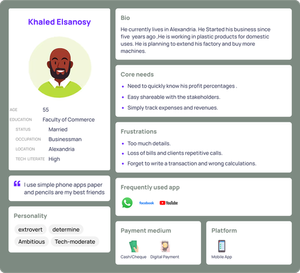 Khaled Elsanosy
AGE 55
EDUCATION Faculty of Commerce
STATUE Married
OCCUPATION Businessman
LOCATION Alexandria
TECH LITERATE High
I use simple phone apps paper
and pencils are my best friends
Personality
extrovert determine
Ambitious Tech-moderate
Bio
He currently lives in Alexandria. He Started his business since
five years ago .He is working in plastic products for domestic
uses. He is planning to extend his factory and buy more
machines.
Core needs
Need to quickly know his profit percentages .
Easy shareable with the stakeholders.
Simply track expenses and revenues.
Frustrations
Too much details.
Loss of bills and clients repetitive calls.
Forget to write a transaction and wrong calculations.
Frequently used app
facebook YouTube
Payment medium
Cash/Cheque Digital Payment
Platform
Mobile App